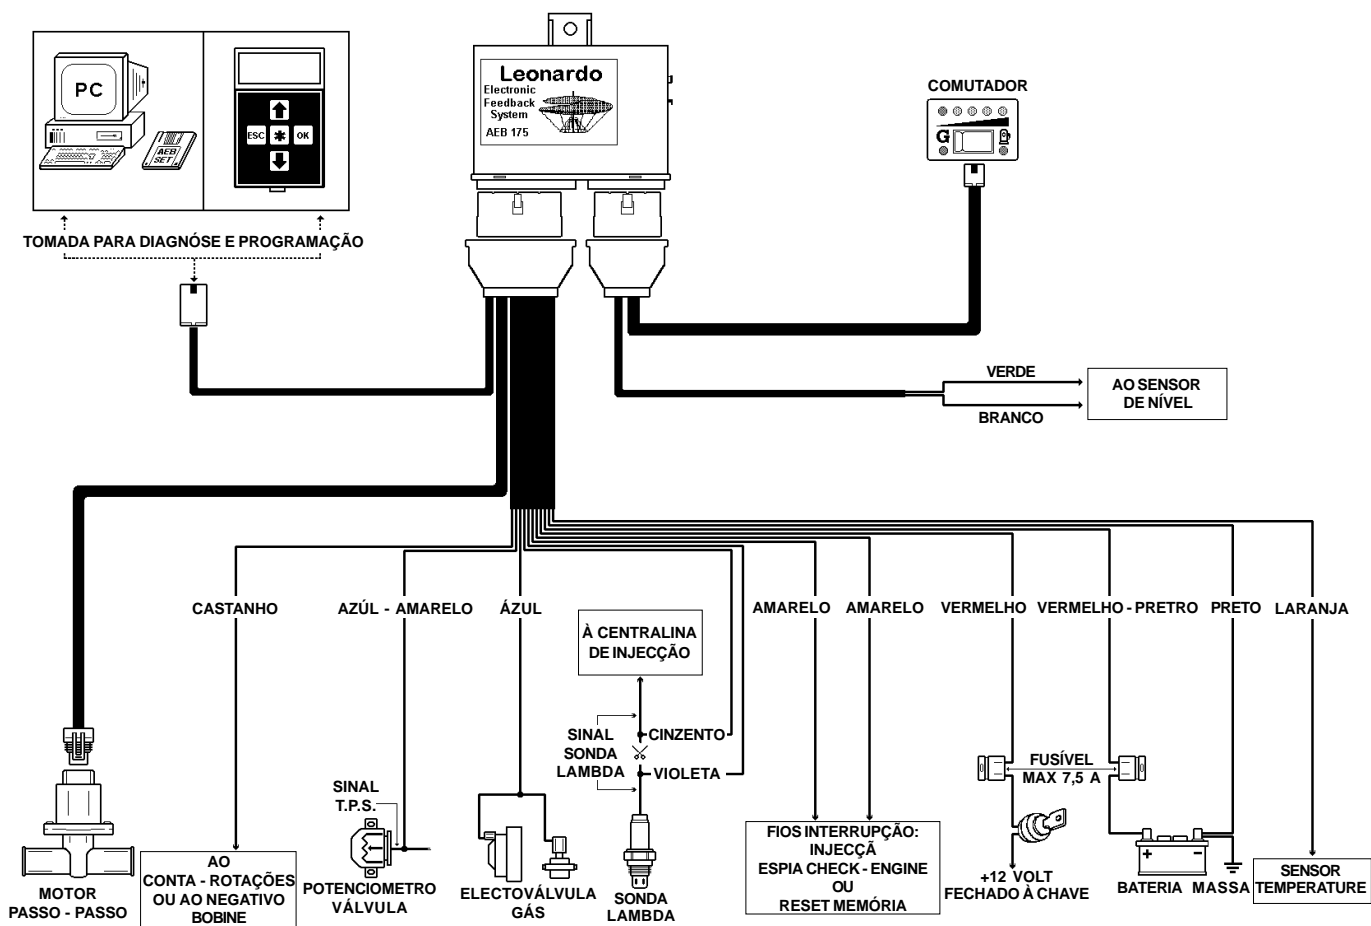 PC
AEB
SET
ESC
OK
TOMADA PARA DIAGNÓSE E PROGRAMAÇÃO
Leonardo
Electronic
Feedback
System
AEB 175
COMUTADOR
G
VERDE
BRANCO
AO SENSOR
DE NÍVEL
CASTANHO
AZÚL - AMARELO
ÁZUL
AMARELO
AMARELO
VERMELHO
VERMELHO - PRETRO
PRETO
LARANJA
À CENTRALINA
DE INJECÇÃO
SINAL
SONDA
LAMBDA
CINZENTO
VIOLETA
FUSÍVEL
MAX 7,5 A
SINAL
T.P.S.
MOTOR
PASSO - PASSO
AO
CONTA - ROTAÇÕES
OU AO NEGATIVO
BOBINE
POTENCIOMETRO
VÁLVULA
ELECTOVÁLVULA
GÁS
SONDA
LAMBDA
FIOS INTERRUPÇÃO:
INJECÇÃ
ESPIA CHECK - ENGINE
OU
RESET MEMÓRIA
+12 VOLT
FECHADO À CHAVE
+ −
BATERIA
MASSA
SENSOR
TEMPERATURE